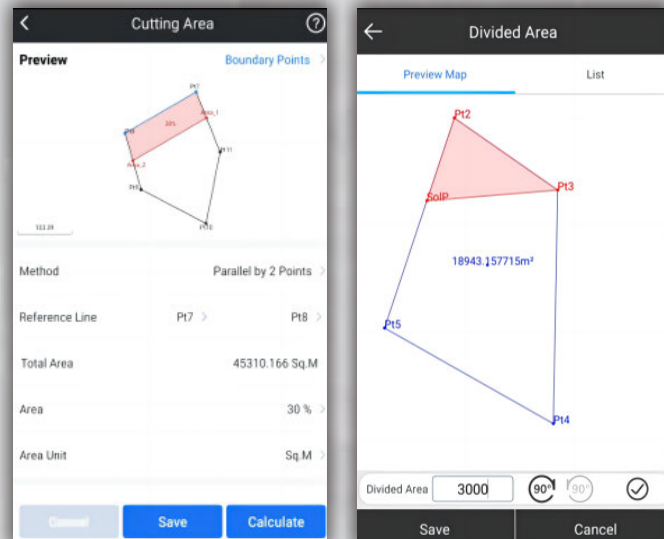 Cutting Area
Preview
Boundary Points
Pt7
Area_1
30%
Pt8
Area_2
Pt11
Pt9
Pt10
Method
Parallel by 2 Points
Reference Line
Pt7
Pt8
Total Area
45310.166 Sq.M
Area
30 %
Area Unit
Sq.M
Cancel
Save
Calculate
Divided Area
Preview Map
List
Pt2
Pt3
SolP
18943.157715m²
Pt5
Pt4
Divided Area
3000
90°
90°
Save
Cancel